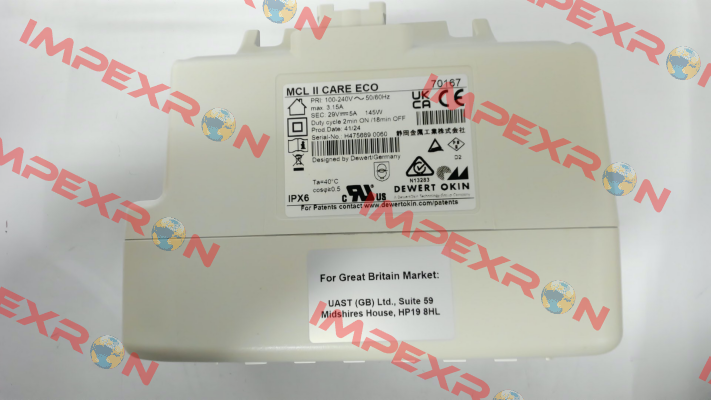 MCL II CARE ECO 70167
PRI: 100-240V ~ 50/60Hz
max. 3.15A
SEC. 29V⎓5A 145W
Duty cycle 2min ON /18min OFF
Prod.Date: 41/24
Serial-No.: H475689 0060
静岡金属工業株式会社
Designed by Dewert/Germany
UK
CA
CE
D2
N13263
Ta=40°C
cosφ≥0.5
IPX6
C US
DEWERT OKIN
For Patents contact www.dewertokin.com/patents
For Great Britain Market:
UAST (GB) Ltd., Suite 59
Midshires House, HP19 8HL
IMPEXRON
IMPEXRON
IMPEXRON
IMPEXRON
IMPEXRON
IMPEXRON